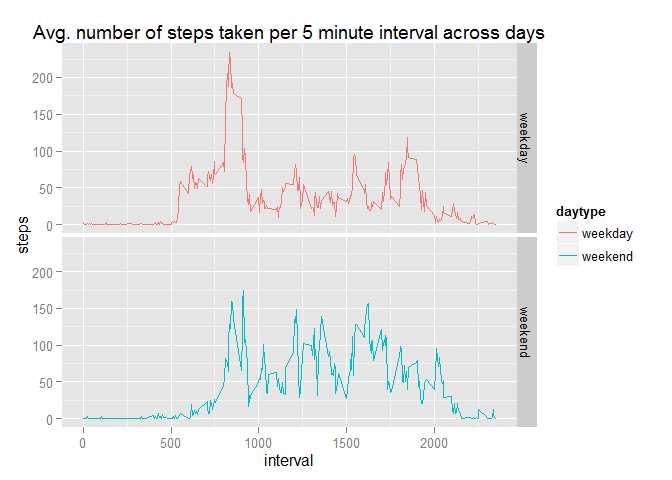 Avg. number of steps taken per 5 minute interval across days
steps
200
150
100
50
0
weekday
200
150
100
50
0
weekend
0 500 1000 1500 2000
interval
daytype
weekday
weekend